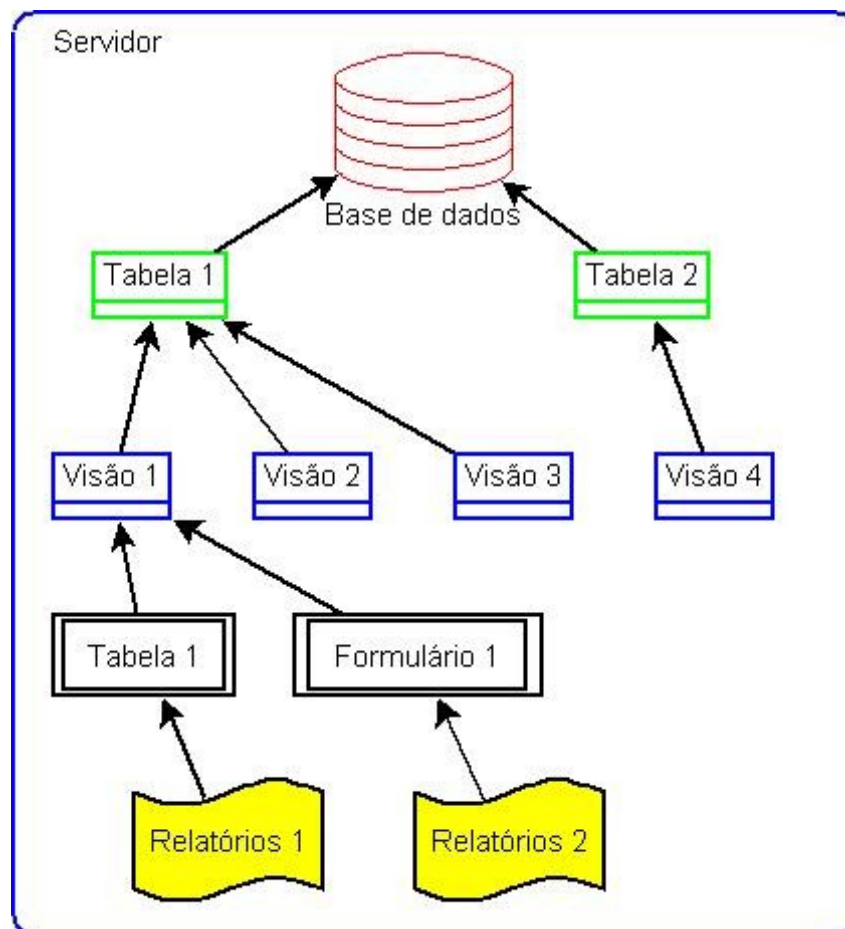 Servidor
Base de dados
Tabela 1
Tabela 2
Visão 1
Visão 2
Visão 3
Visão 4
Tabela 1
Formulário 1
Relatórios 1
Relatórios 2